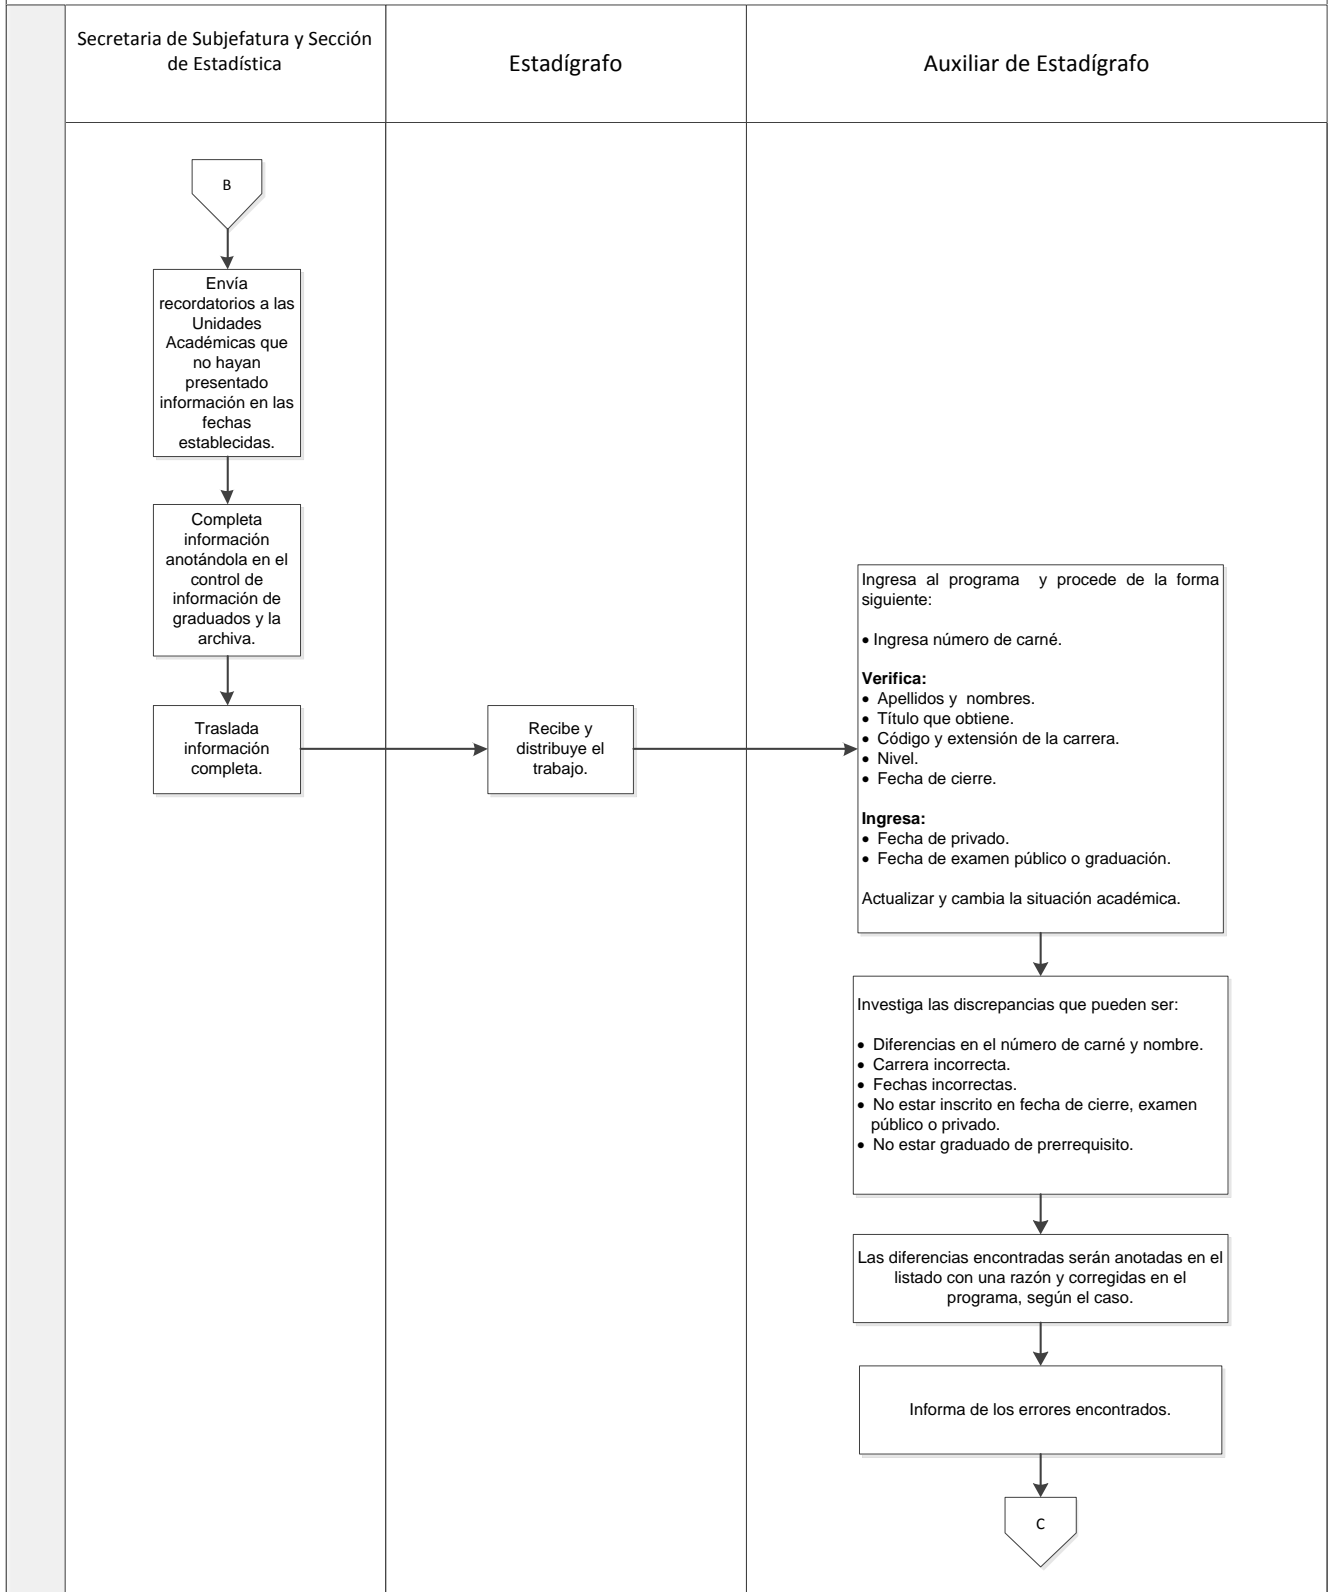 Secretaria de Subjefatura y Sección
de Estadística
Estadígrafo
Auxiliar de Estadígrafo
B
Envía
recordatorios a las
Unidades
Académicas que
no hayan
presentado
información en las
fechas
establecidas.
Completa
información
anotándola en el
control de
información de
graduados y la
archiva.
Traslada
información
completa.
Recibe y
distribuye el
trabajo.
Ingresa al programa y procede de la forma
siguiente:
• Ingresa número de carné.
Verifica:
• Apellidos y nombres.
• Título que obtiene.
• Código y extensión de la carrera.
• Nivel.
• Fecha de cierre.
Ingresa:
• Fecha de privado.
• Fecha de examen público o graduación.
Actualizar y cambia la situación académica.
Investiga las discrepancias que pueden ser:
• Diferencias en el número de carné y nombre.
• Carrera incorrecta.
• Fechas incorrectas.
• No estar inscrito en fecha de cierre, examen
público o privado.
• No estar graduado de prerrequisito.
Las diferencias encontradas serán anotadas en el
listado con una razón y corregidas en el
programa, según el caso.
Informa de los errores encontrados.
C